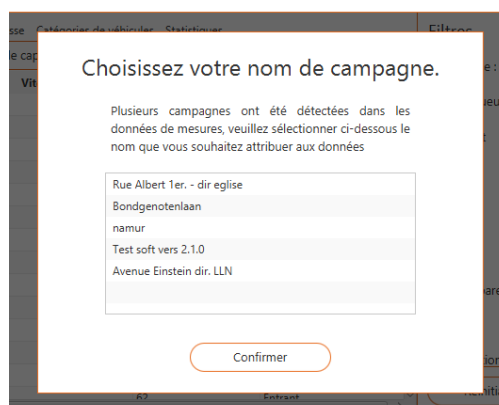 Catégories de véhicules Statistiques
Filtres
Choisissez votre nom de campagne.
Plusieurs campagnes ont été détectées dans les
données de mesures, veuillez sélectionner ci-dessous le
nom que vous souhaitez attribuer aux données
Rue Albert 1er. - dir eglise
Bondgenotenlaan
namur
Test soft vers 2.1.0
Avenue Einstein dir. LLN
Confirmer
62 Entrant